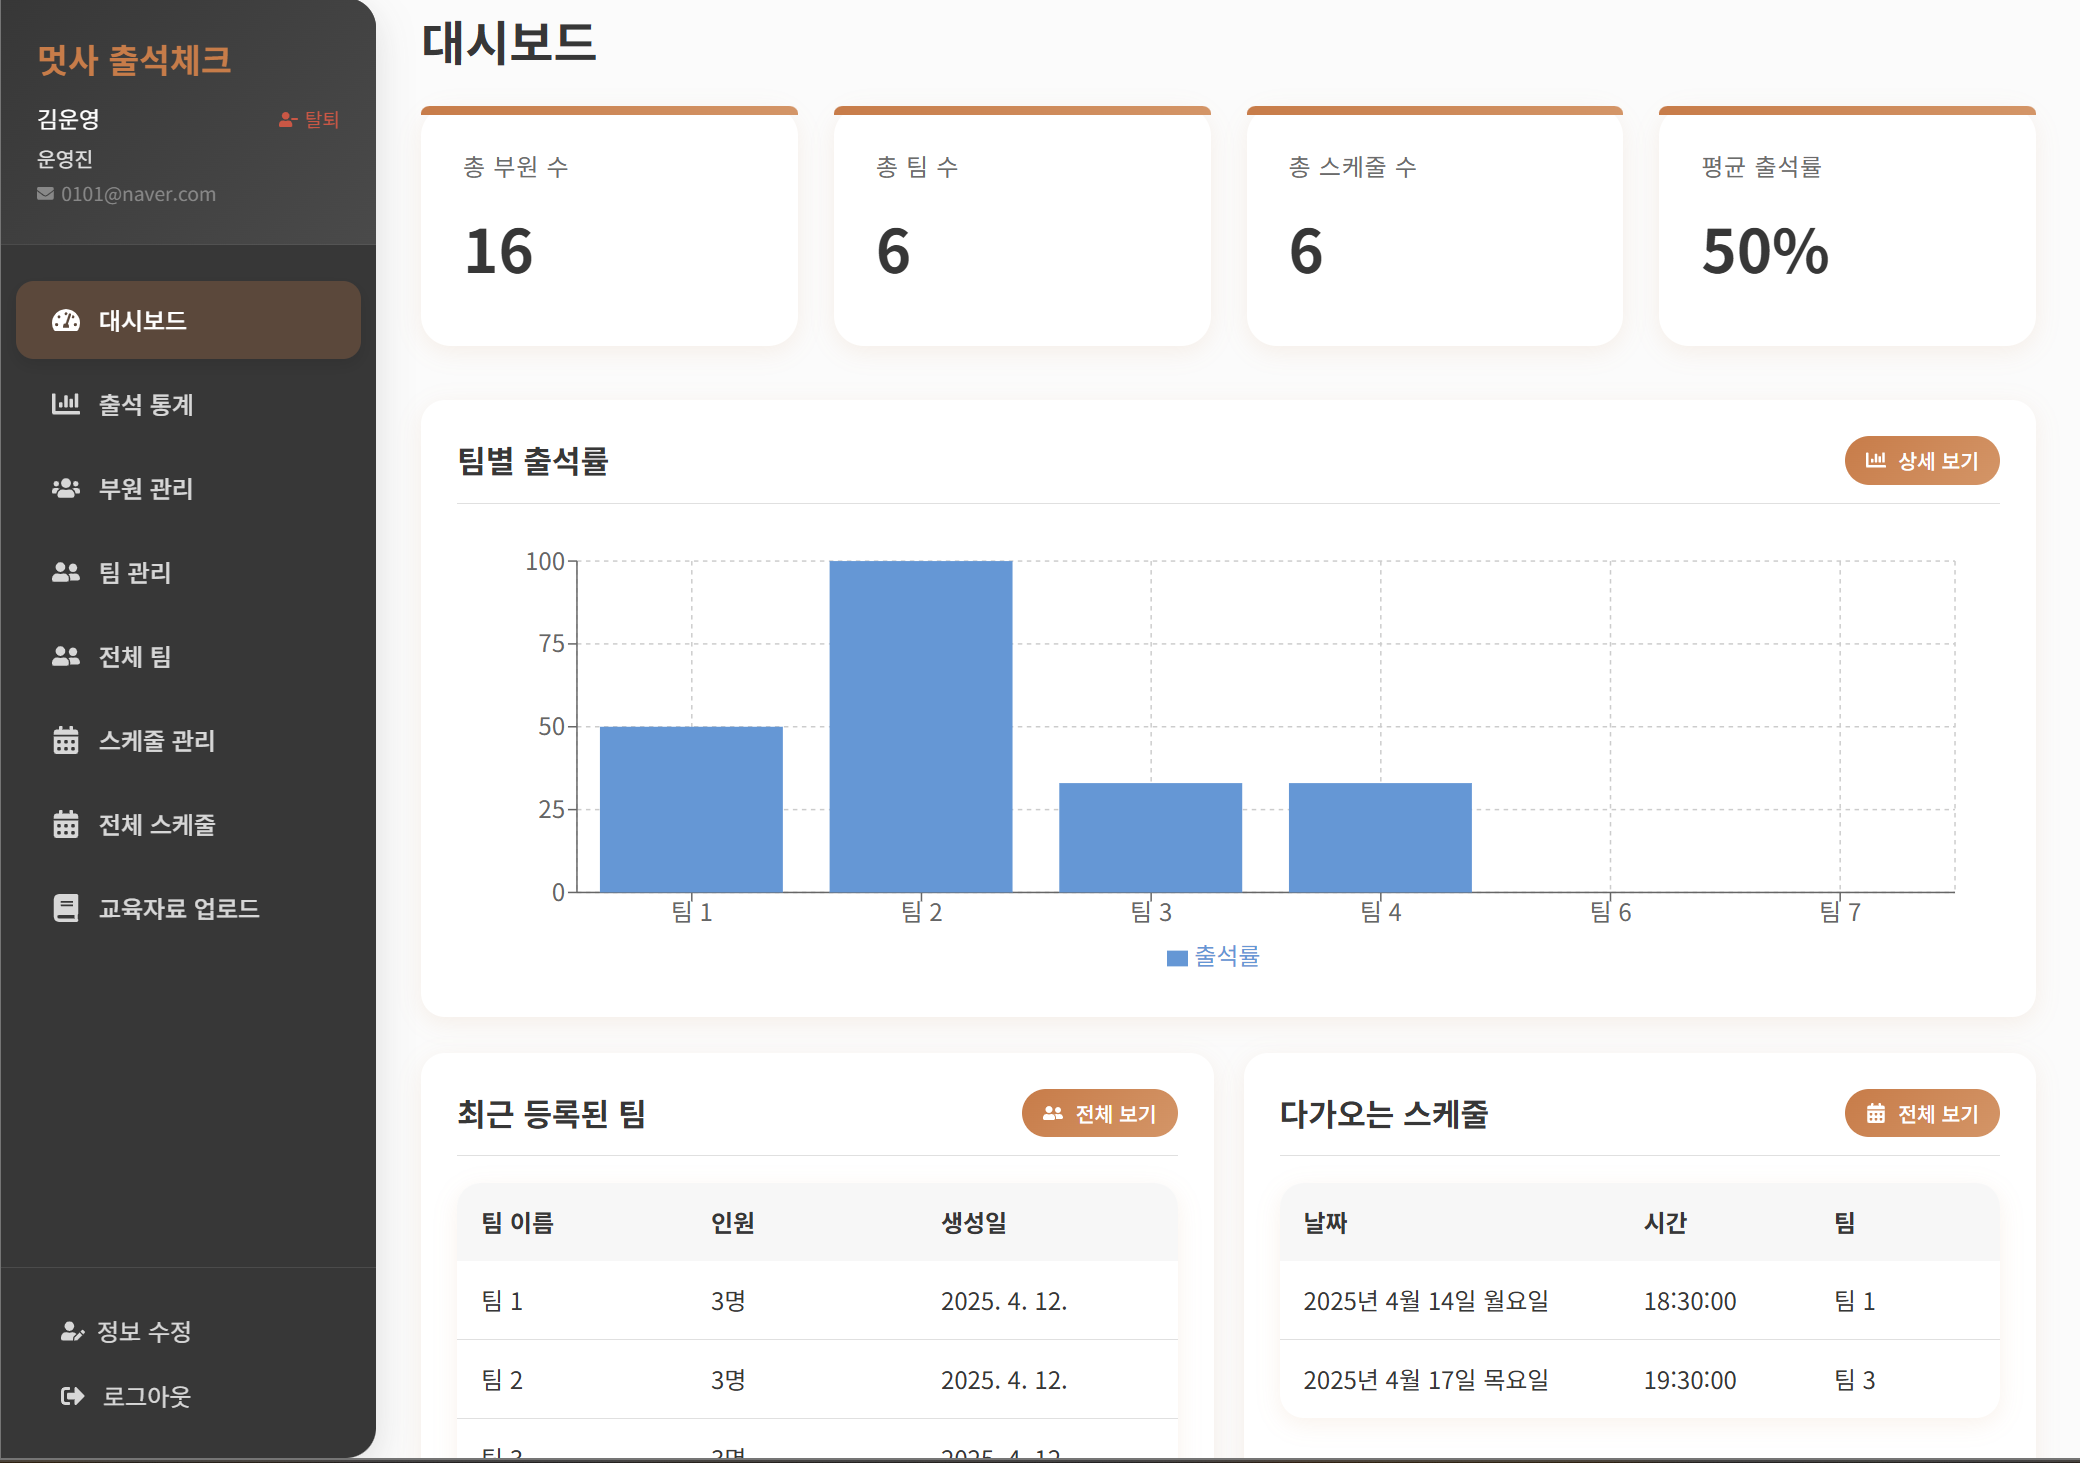 멋사 출석체크
김운영
탈퇴
운영진
0101@naver.com
대시보드
출석 통계
부원 관리
팀 관리
전체 팀
스케줄 관리
전체 스케줄
교육자료 업로드
정보 수정
로그아웃
대시보드
총 부원 수
16
총 팀 수
6
총 스케줄 수
6
평균 출석률
50%
팀별 출석률
상세 보기
100
75
50
25
0
팀 1
팀 2
팀 3
팀 4
팀 6
팀 7
출석률
최근 등록된 팀
전체 보기
팀 이름 인원 생성일
팀 1 3명 2025. 4. 12.
팀 2 3명 2025. 4. 12.
팀 3 3명 2025. 4. 12.
다가오는 스케줄
전체 보기
날짜 시간 팀
2025년 4월 14일 월요일 18:30:00 팀 1
2025년 4월 17일 목요일 19:30:00 팀 3